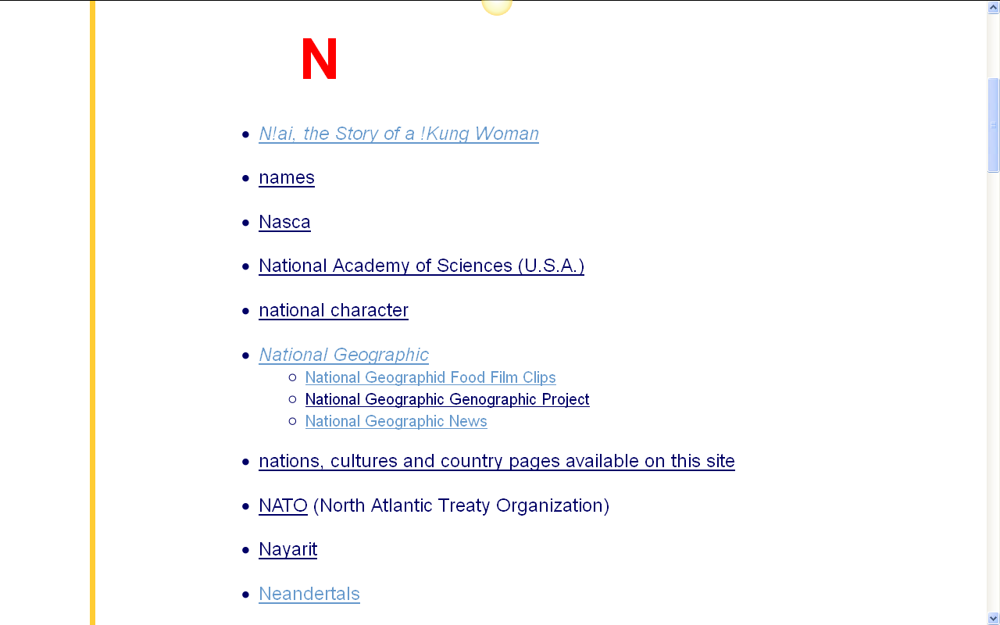 N
N!ai, the Story of a !Kung Woman
names
Nasca
National Academy of Sciences (U.S.A.)
national character
National Geographic
National Geographid Food Film Clips
National Geographic Genographic Project
National Geographic News
nations, cultures and country pages available on this site
NATO (North Atlantic Treaty Organization)
Nayarit
Neandertals